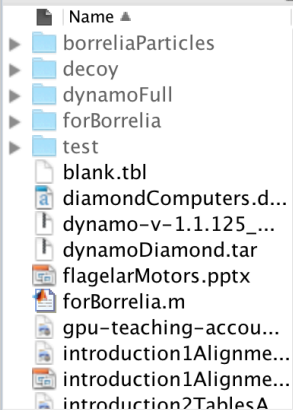 Name
borreliaParticles
decoy
dynamoFull
forBorrelia
test
blank.tbl
diamondComputers.d...
dynamo-v-1.1.125_...
dynamoDiamond.tar
flagelarMotors.pptx
forBorrelia.m
gpu-teaching-accou...
introduction1Alignme...
introduction1Alignme...
introduction2TablesA